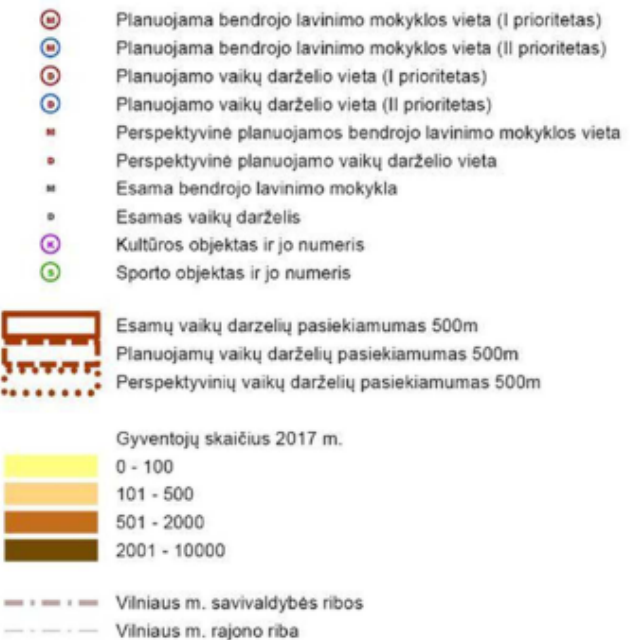 M Planuojama bendrojo lavinimo mokyklos vieta (I prioritetas)
M Planuojama bendrojo lavinimo mokyklos vieta (II prioritetas)
D Planuojamo vaikų darželio vieta (I prioritetas)
D Planuojamo vaikų darželio vieta (II prioritetas)
M Perspektyvinė planuojamos bendrojo lavinimo mokyklos vieta
D Perspektyvinė planuojamo vaikų darželio vieta
M Esama bendrojo lavinimo mokykla
D Esamas vaikų darželis
K Kultūros objektas ir jo numeris
S Sporto objektas ir jo numeris
Esamų vaikų darzelių pasiekiamumas 500m
Planuojamų vaikų darželių pasiekiamumas 500m
Perspektyvinių vaikų darželių pasiekiamumas 500m
Gyventojų skaičius 2017 m.
0 - 100
101 - 500
501 - 2000
2001 - 10000
Vilniaus m. savivaldybės ribos
Vilniaus m. rajono riba